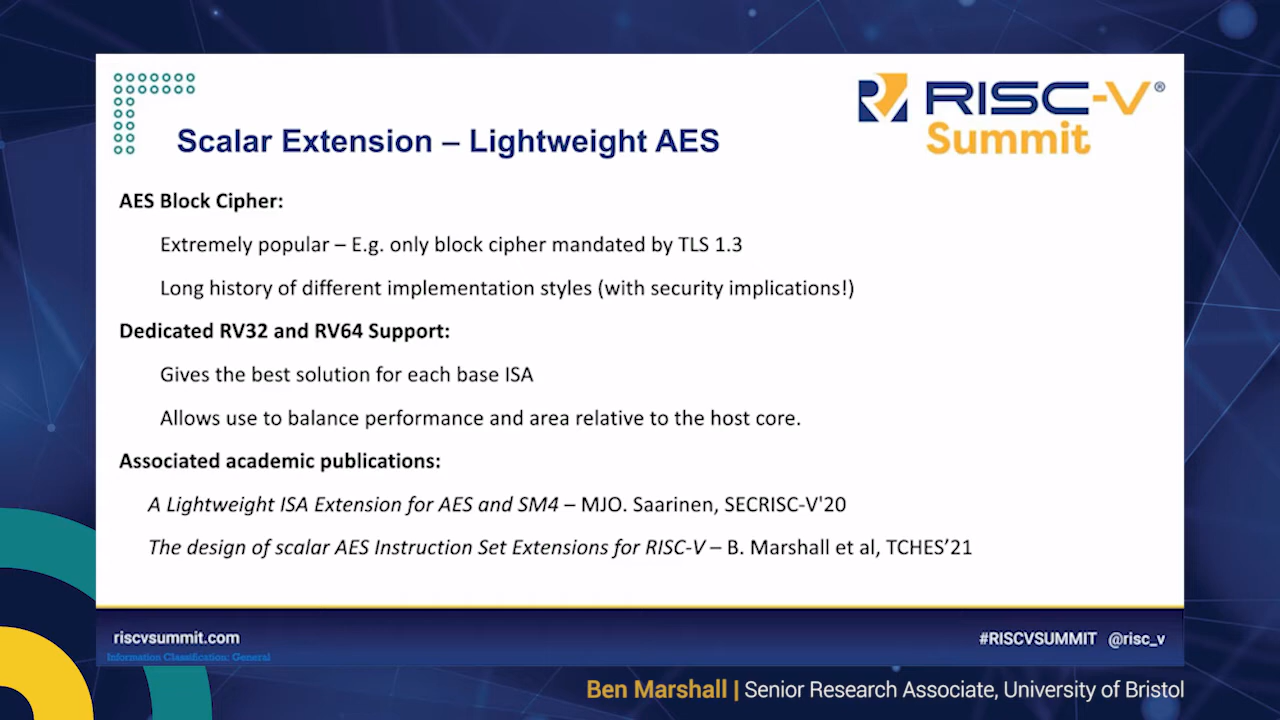 RISC-V®
Summit
Scalar Extension – Lightweight AES
AES Block Cipher:
Extremely popular – E.g. only block cipher mandated by TLS 1.3
Long history of different implementation styles (with security implications!)
Dedicated RV32 and RV64 Support:
Gives the best solution for each base ISA
Allows use to balance performance and area relative to the host core.
Associated academic publications:
A Lightweight ISA Extension for AES and SM4 – MJO. Saarinen, SECRISC-V'20
The design of scalar AES Instruction Set Extensions for RISC-V – B. Marshall et al, TCHES’21
riscvsummit.com
#RISCVSUMMIT @risc_v
Information Classification: General
Ben Marshall | Senior Research Associate, University of Bristol